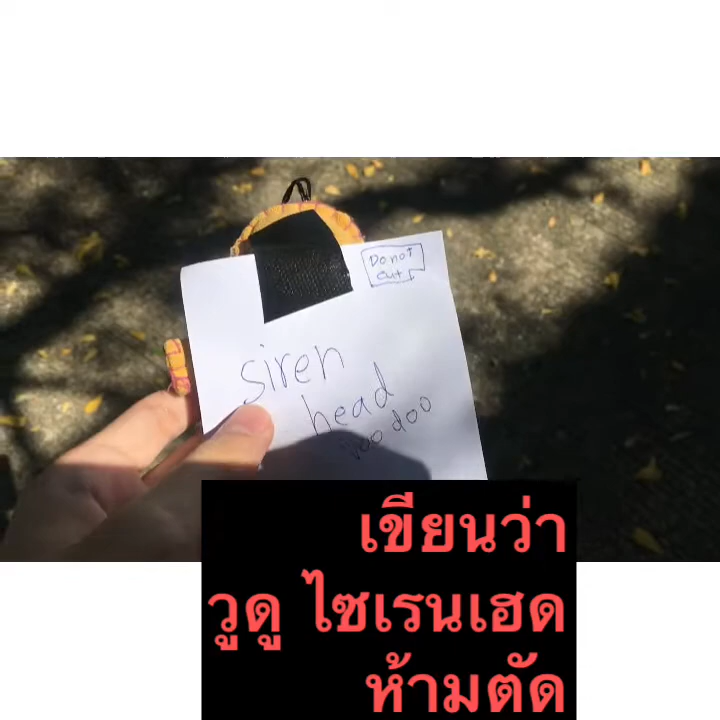 Do not
cut
siren
head
voodoo
เขียนว่า
วูดู ไซเรนเฮด
ห้ามตัด